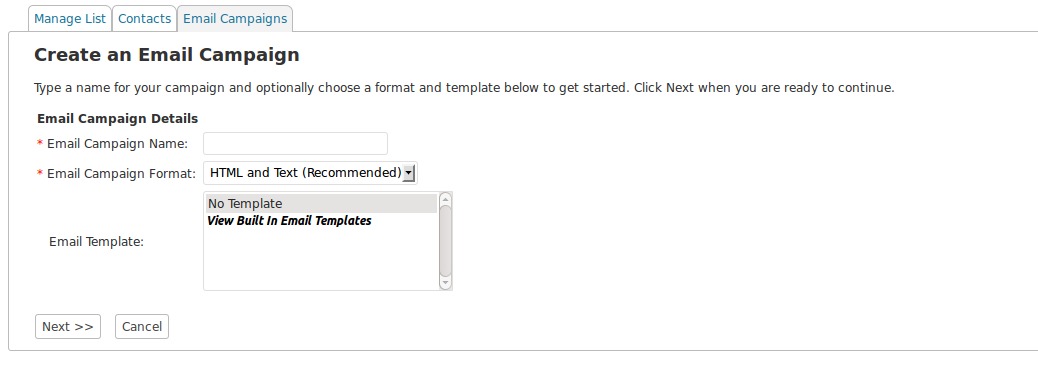 Manage List Contacts Email Campaigns
Create an Email Campaign
Type a name for your campaign and optionally choose a format and template below to get started. Click Next when you are ready to continue.
Email Campaign Details
* Email Campaign Name:
* Email Campaign Format: HTML and Text (Recommended)
No Template
View Built In Email Templates
Email Template:
Next >> Cancel